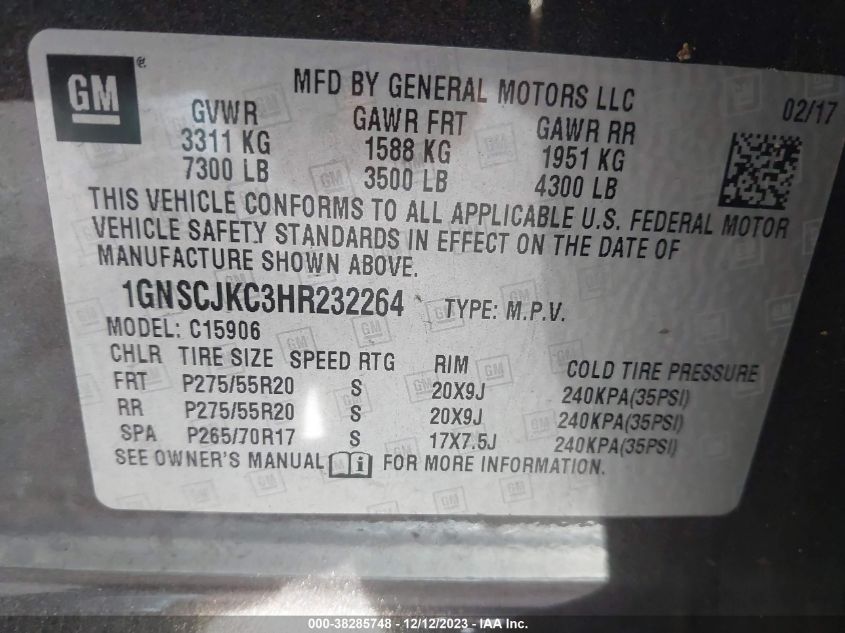 GM
MFD BY GENERAL MOTORS LLC
02/17
GVWR GAWR FRT GAWR RR
3311 KG 1588 KG 1951 KG
7300 LB 3500 LB 4300 LB
THIS VEHICLE CONFORMS TO ALL APPLICABLE U.S. FEDERAL MOTOR
VEHICLE SAFETY STANDARDS IN EFFECT ON THE DATE OF
MANUFACTURE SHOWN ABOVE.
1GNSCJKC3HR232264 TYPE: M.P.V.
MODEL: C15906
CHLR TIRE SIZE SPEED RTG RIM COLD TIRE PRESSURE
FRT P275/55R20 S 20X9J 240KPA(35PSI)
RR P275/55R20 S 20X9J 240KPA(35PSI)
SPA P265/70R17 S 17X7.5J 240KPA(35PSI)
SEE OWNER'S MANUAL FOR MORE INFORMATION.
000-38285748 - 12/12/2023 - IAA Inc.